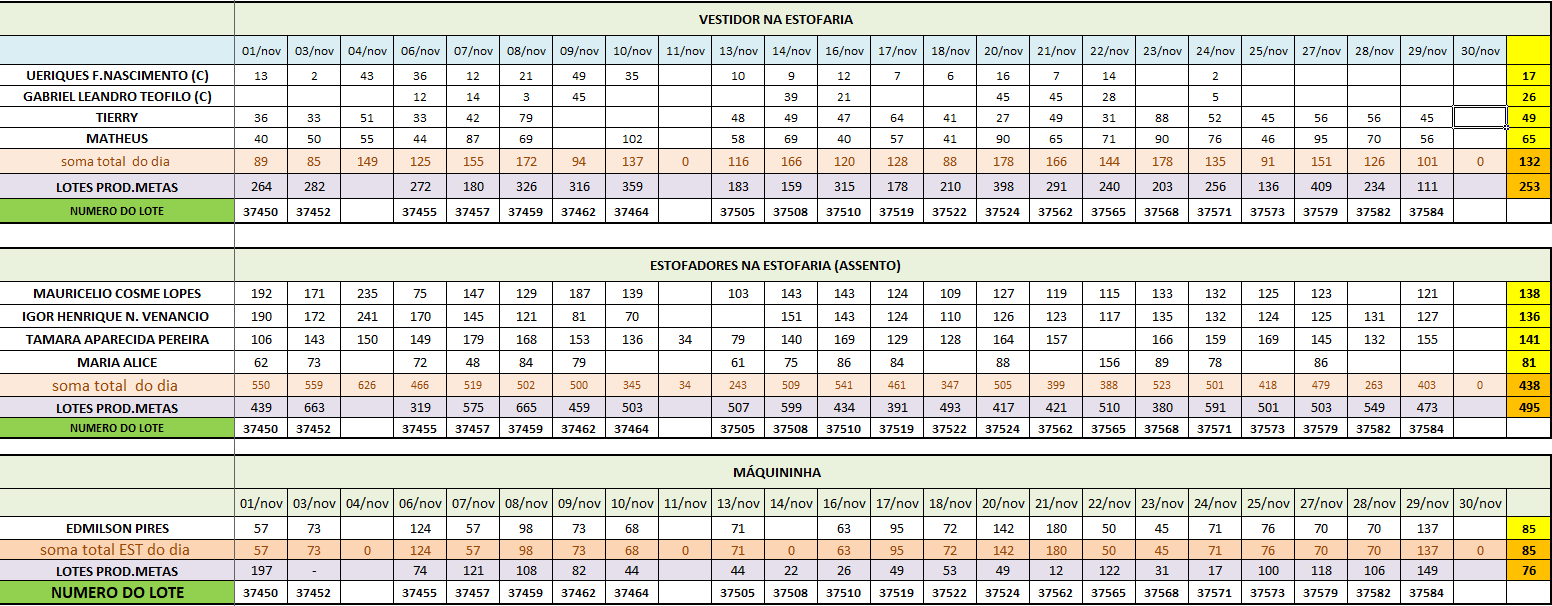 VESTIDOR NA ESTOFARIA
01/nov 03/nov 04/nov 06/nov 07/nov 08/nov 09/nov 10/nov 11/nov 13/nov 14/nov 16/nov 17/nov 18/nov 20/nov 21/nov 22/nov 23/nov 24/nov 25/nov 27/nov 28/nov 29/nov 30/nov
UERIQUES F.NASCIMENTO (C) 13 2 43 36 12 21 49 35 10 9 12 7 6 16 7 14 2 17
GABRIEL LEANDRO TEOFILO (C) 12 14 3 45 39 21 45 45 28 5 26
TIERRY 36 33 51 33 42 79 48 49 47 64 41 27 49 31 88 52 45 56 56 45 49
MATHEUS 40 50 55 44 87 69 102 58 69 40 57 41 90 65 71 90 76 46 95 70 56 65
soma total do dia 89 85 149 125 155 172 94 137 0 116 166 120 128 88 178 166 144 178 135 91 151 126 101 0 132
LOTES PROD.METAS 264 282 272 180 326 316 359 183 159 315 178 210 398 291 240 203 256 136 409 234 111 253
NUMERO DO LOTE 37450 37452 37455 37457 37459 37462 37464 37505 37508 37510 37519 37522 37524 37562 37565 37568 37571 37573 37579 37582 37584
ESTOFADORES NA ESTOFARIA (ASSENTO)
MAURICELIO COSME LOPES 192 171 235 75 147 129 187 139 103 143 143 124 109 127 119 115 133 132 125 123 121 138
IGOR HENRIQUE N. VENANCIO 190 172 241 170 145 121 81 70 151 143 124 110 126 123 117 135 132 124 125 131 127 136
TAMARA APARECIDA PEREIRA 106 143 150 149 179 168 153 136 34 79 140 169 129 128 164 157 166 159 169 145 132 155 141
MARIA ALICE 62 73 72 48 84 79 61 75 86 84 88 156 89 78 86 81
soma total do dia 550 559 626 466 519 502 500 345 34 243 509 541 461 347 505 399 388 523 501 418 479 263 403 0 438
LOTES PROD.METAS 439 663 319 575 665 459 503 507 599 434 391 493 417 421 510 380 591 501 503 549 473 495
NUMERO DO LOTE 37450 37452 37455 37457 37459 37462 37464 37505 37508 37510 37519 37522 37524 37562 37565 37568 37571 37573 37579 37582 37584
MÁQUININHA
01/nov 03/nov 04/nov 06/nov 07/nov 08/nov 09/nov 10/nov 11/nov 13/nov 14/nov 16/nov 17/nov 18/nov 20/nov 21/nov 22/nov 23/nov 24/nov 25/nov 27/nov 28/nov 29/nov 30/nov
EDMILSON PIRES 57 73 124 57 98 73 68 71 63 95 72 142 180 50 45 71 76 70 70 137 85
soma total EST do dia 57 73 0 124 57 98 73 68 0 71 0 63 95 72 142 180 50 45 71 76 70 70 137 0 85
LOTES PROD.METAS 197 - 74 121 108 82 44 44 22 26 49 53 49 12 122 31 17 100 118 106 149 76
NUMERO DO LOTE 37450 37452 37455 37457 37459 37462 37464 37505 37508 37510 37519 37522 37524 37562 37565 37568 37571 37573 37579 37582 37584